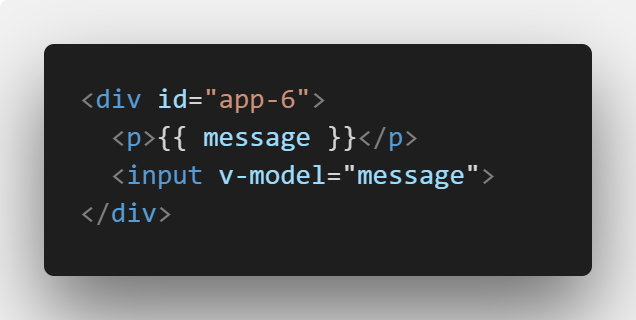 <div id="app-6">
  <p>{{ message }}</p>
  <input v-model="message">
</div>